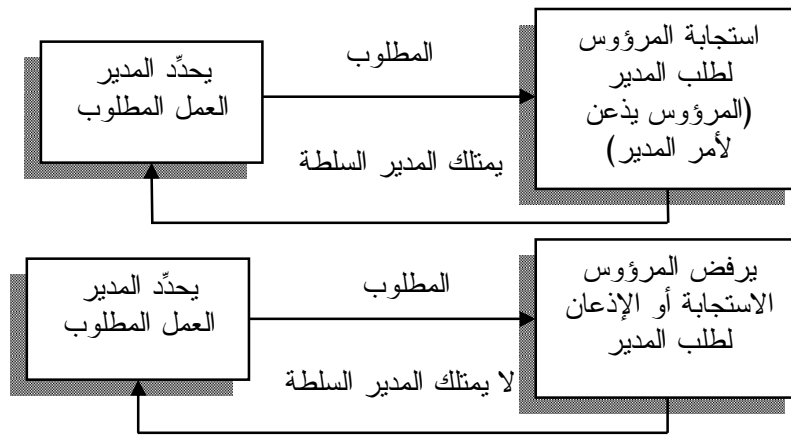 استجابة المرؤوس
لطلب المدير
(المرؤوس يذعن
لأمر المدير)
المطلوب
يحدِّد المدير
العمل المطلوب
يمتلك المدير السلطة
يرفض المرؤوس
الاستجابة أو الإذعان
لطلب المدير
المطلوب
يحدِّد المدير
العمل المطلوب
لا يمتلك المدير السلطة